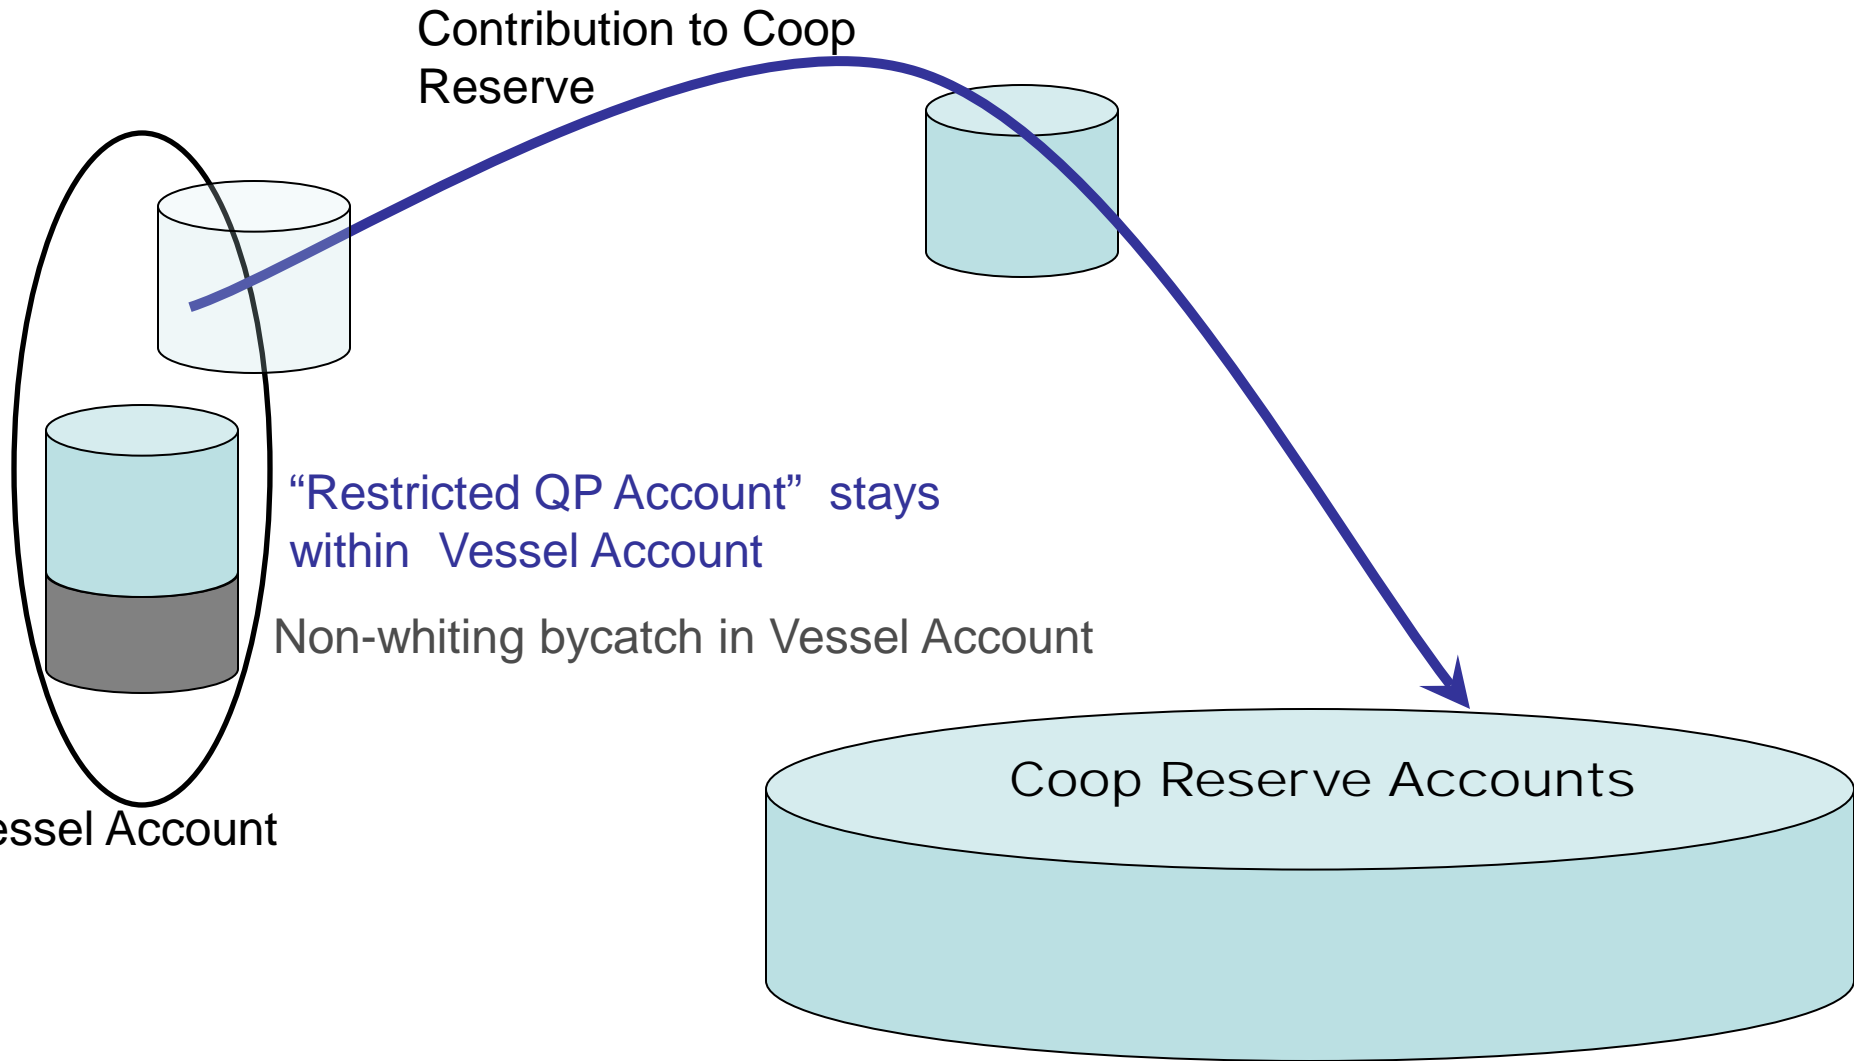 Contribution to Coop
Reserve
“Restricted QP Account” stays
within Vessel Account
Non-whiting bycatch in Vessel Account
Coop Reserve Accounts
essel Account